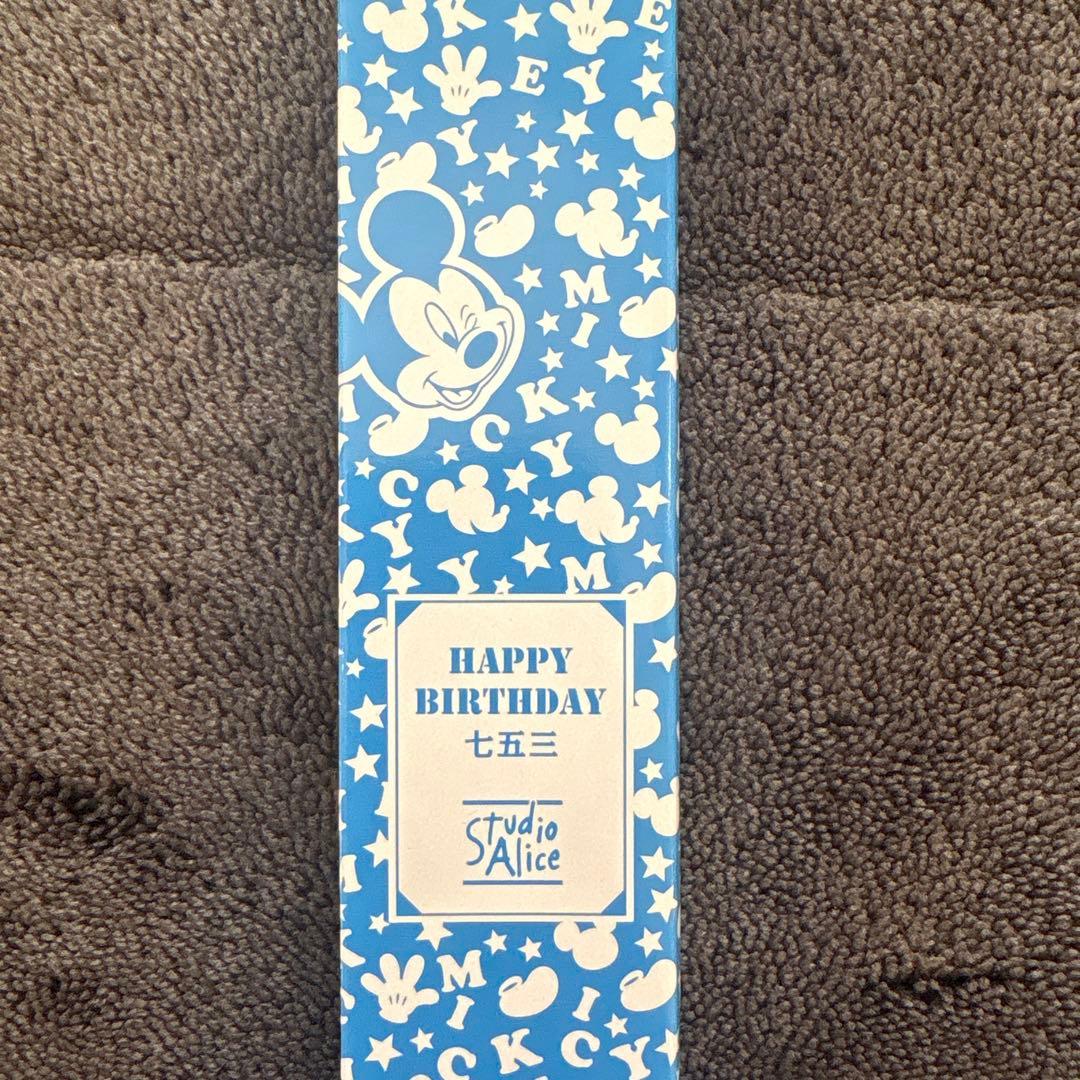 K E
E Y
Y
M
I
C K
Y
C
Y
Y M
HAPPY
BIRTHDAY
七五三
Studio
Alice
M
I I
C K C Y